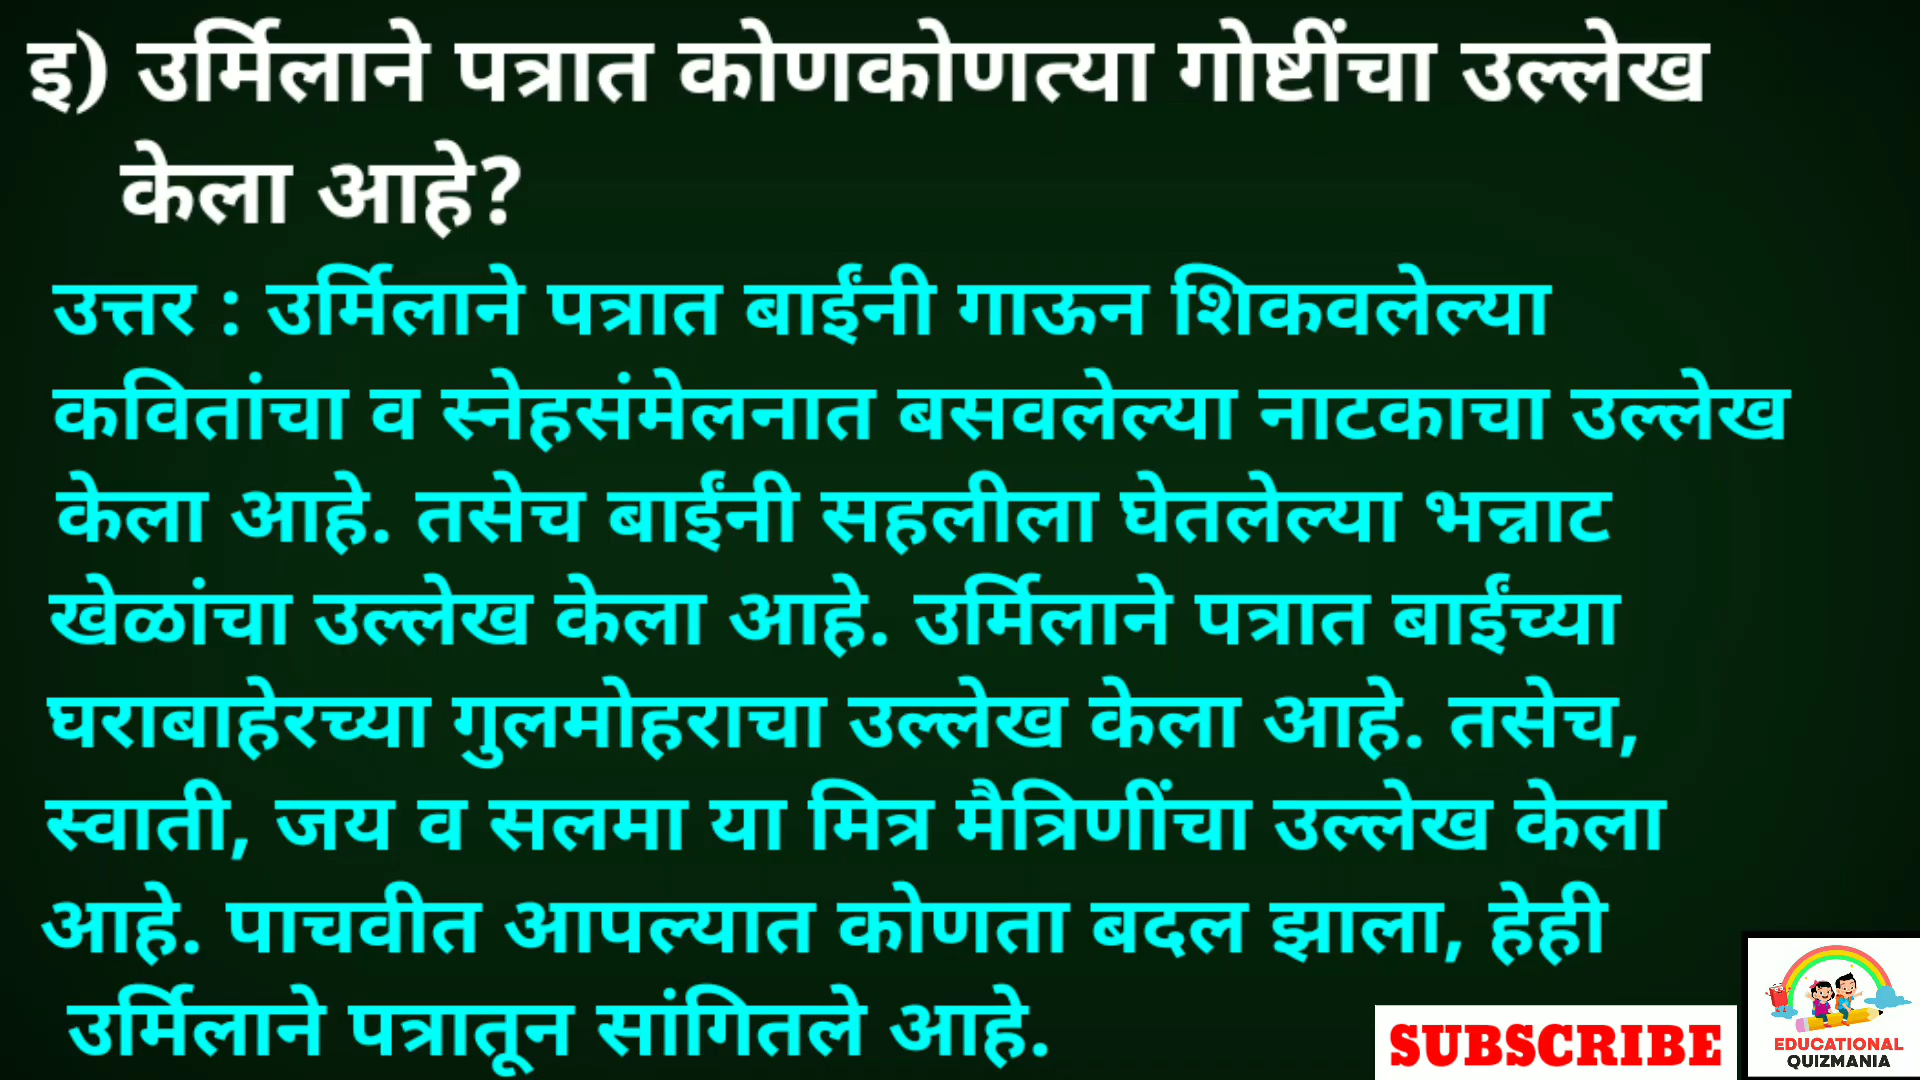 इ) उर्मिलाने पत्रात कोणकोणत्या गोष्टींचा उल्लेख
केला आहे?
उत्तर : उर्मिलाने पत्रात बाईंनी गाऊन शिकवलेल्या
कवितांचा व स्नेहसंमेलनात बसवलेल्या नाटकाचा उल्लेख
केला आहे. तसेच बाईंनी सहलीला घेतलेल्या भन्नाट
खेळांचा उल्लेख केला आहे. उर्मिलाने पत्रात बाईंच्या
घराबाहेरच्या गुलमोहराचा उल्लेख केला आहे. तसेच,
स्वाती, जय व सलमा या मित्र मैत्रिणींचा उल्लेख केला
आहे. पाचवीत आपल्यात कोणता बदल झाला, हेही
उर्मिलाने पत्रातून सांगितले आहे.
SUBSCRIBE
EDUCATIONAL
QUIZMANIA